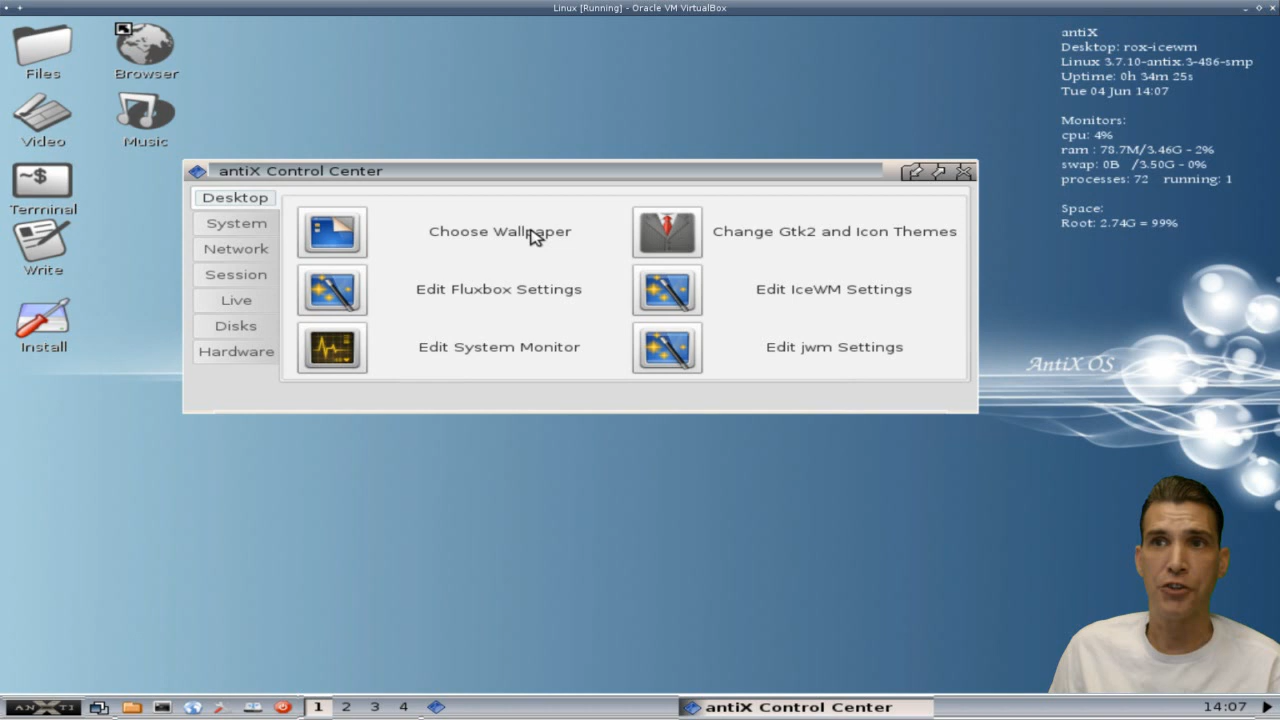 Linux [Running] - Oracle VM VirtualBox
Files
Browser
Video
Music
~$
Terminal
Write
Install
antiX
Desktop: rox-icewm
Linux 3.7.10-antix.3-486-smp
Uptime: 0h 34m 25s
Tue 04 Jun 14:07
Monitors:
cpu: 4%
ram : 78.7M/3.46G - 2%
swap: 0B /3.50G - 0%
processes: 72 running: 1
Space:
Root: 2.74G = 99%
antiX Control Center
Desktop
System
Network
Session
Live
Disks
Hardware
Choose Wallpaper
Change Gtk2 and Icon Themes
Edit Fluxbox Settings
Edit IceWM Settings
Edit System Monitor
Edit jwm Settings
AntiX OS
ANXTI
1 2 3 4
antiX Control Center
14:07